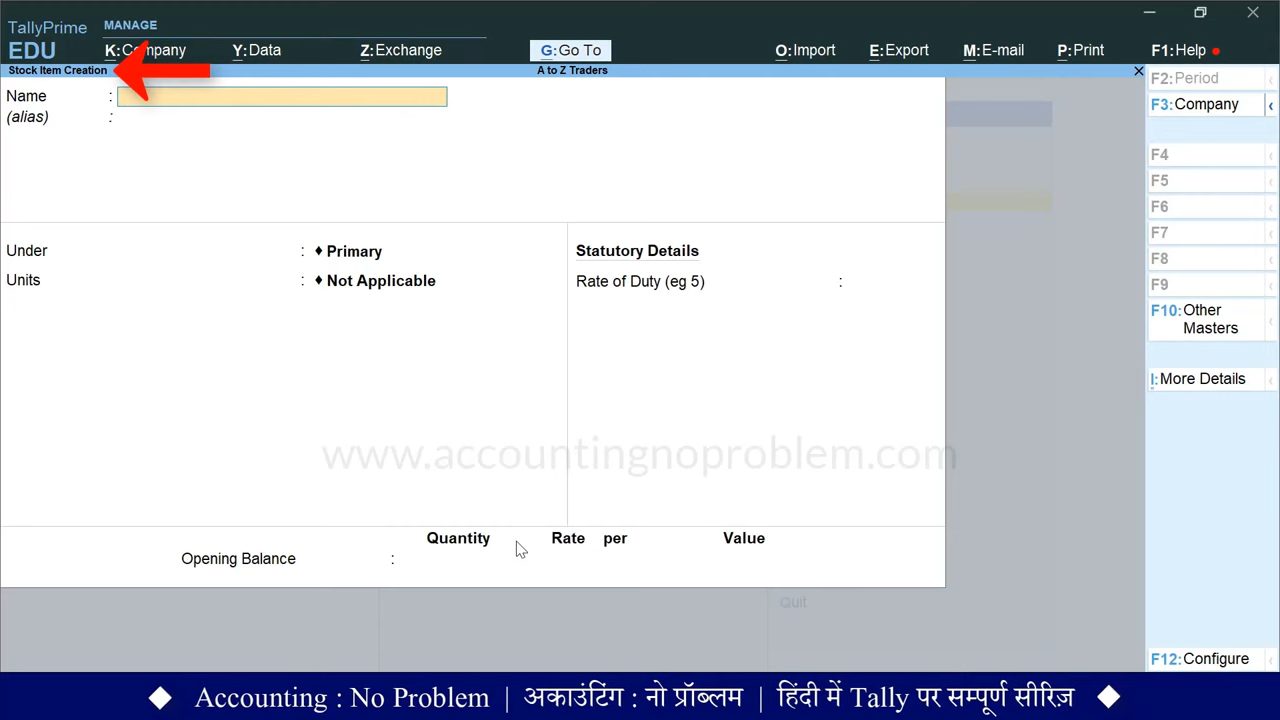 TallyPrime
EDU
MANAGE
K:Company
Y:Data
Z:Exchange
G:Go To
O:Import
E:Export
M:E-mail
P:Print
F1:Help
Stock Item Creation
A to Z Traders
Name :
(alias) :
Under : ♦ Primary
Units : ♦ Not Applicable
Statutory Details
Rate of Duty (eg 5) :
www.accountingnoproblem.com
Quantity Rate per Value
Opening Balance :
Quit
F2:Period
F3:Company
F4
F5
F6
F7
F8
F9
F10:Other
Masters
I:More Details
F12:Configure
◆ Accounting : No Problem | अकाउंटिंग : नो प्रॉब्लम | हिंदी में Tally पर सम्पूर्ण सीरिज़ ◆